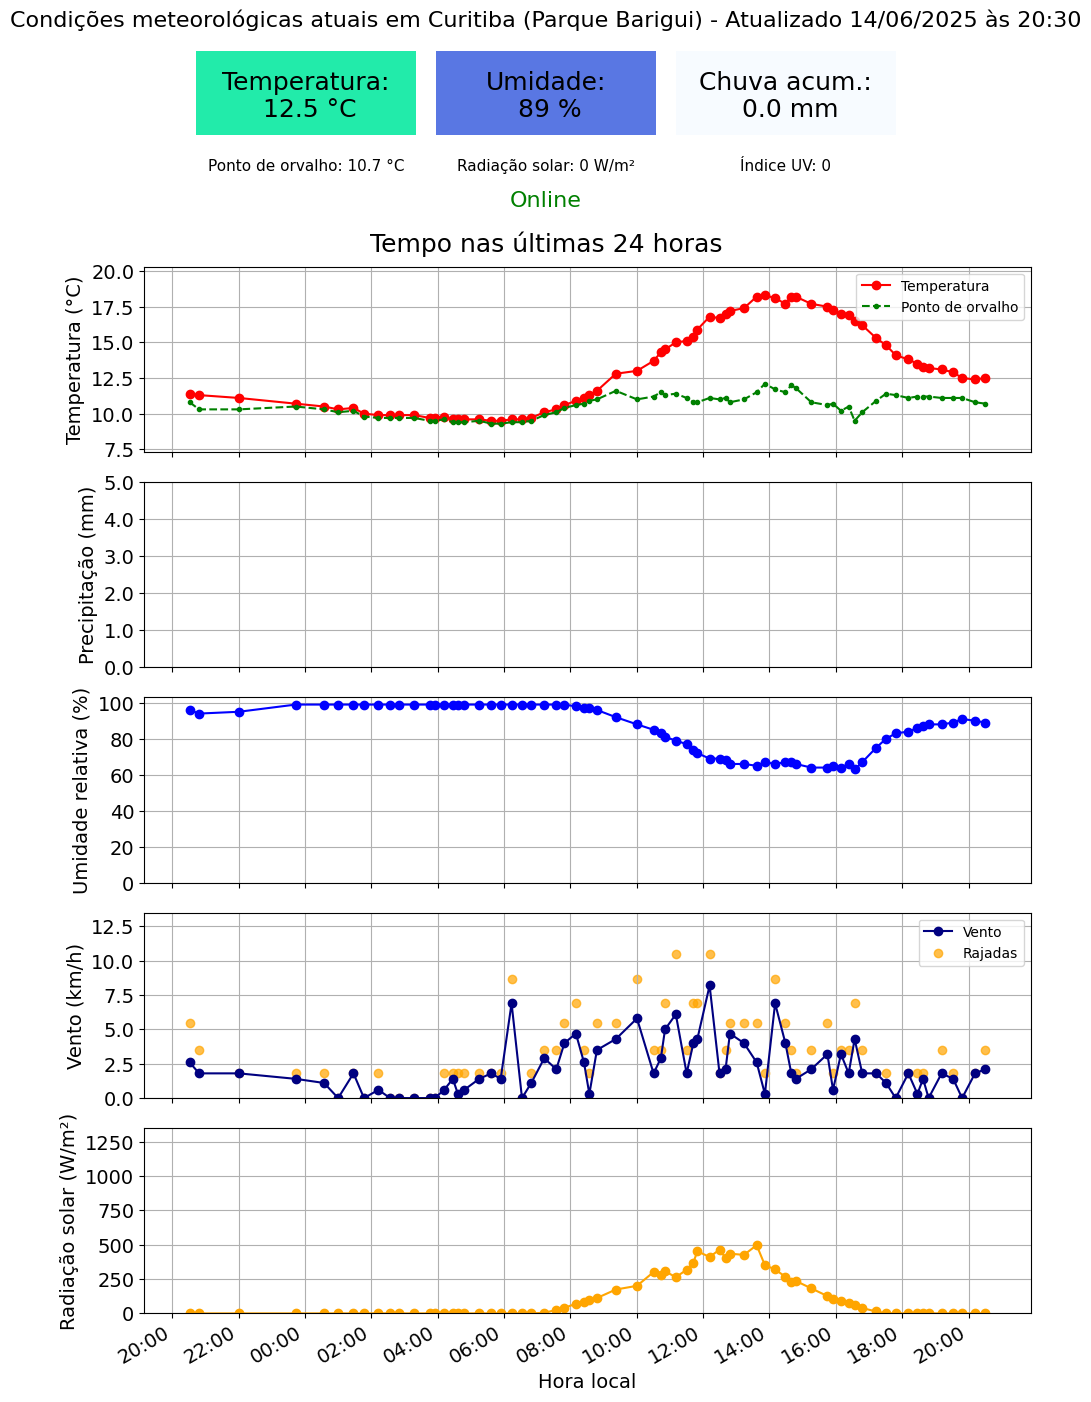 Condições meteorológicas atuais em Curitiba (Parque Barigui) - Atualizado 14/06/2025 às 20:30
Temperatura:
12.5 °C
Umidade:
89 %
Chuva acum.:
0.0 mm
Ponto de orvalho: 10.7 °C
Radiação solar: 0 W/m²
Índice UV: 0
Online
Tempo nas últimas 24 horas
Temperatura (°C)
20.0
17.5
15.0
12.5
10.0
7.5
Temperatura
Ponto de orvalho
Precipitação (mm)
5.0
4.0
3.0
2.0
1.0
0.0
Umidade relativa (%)
100
80
60
40
20
0
Vento (km/h)
12.5
10.0
7.5
5.0
2.5
0.0
Vento
Rajadas
Radiação solar (W/m²)
1250
1000
750
500
250
0
20:00
22:00
00:00
02:00
04:00
06:00
08:00
10:00
12:00
14:00
16:00
18:00
20:00
Hora local